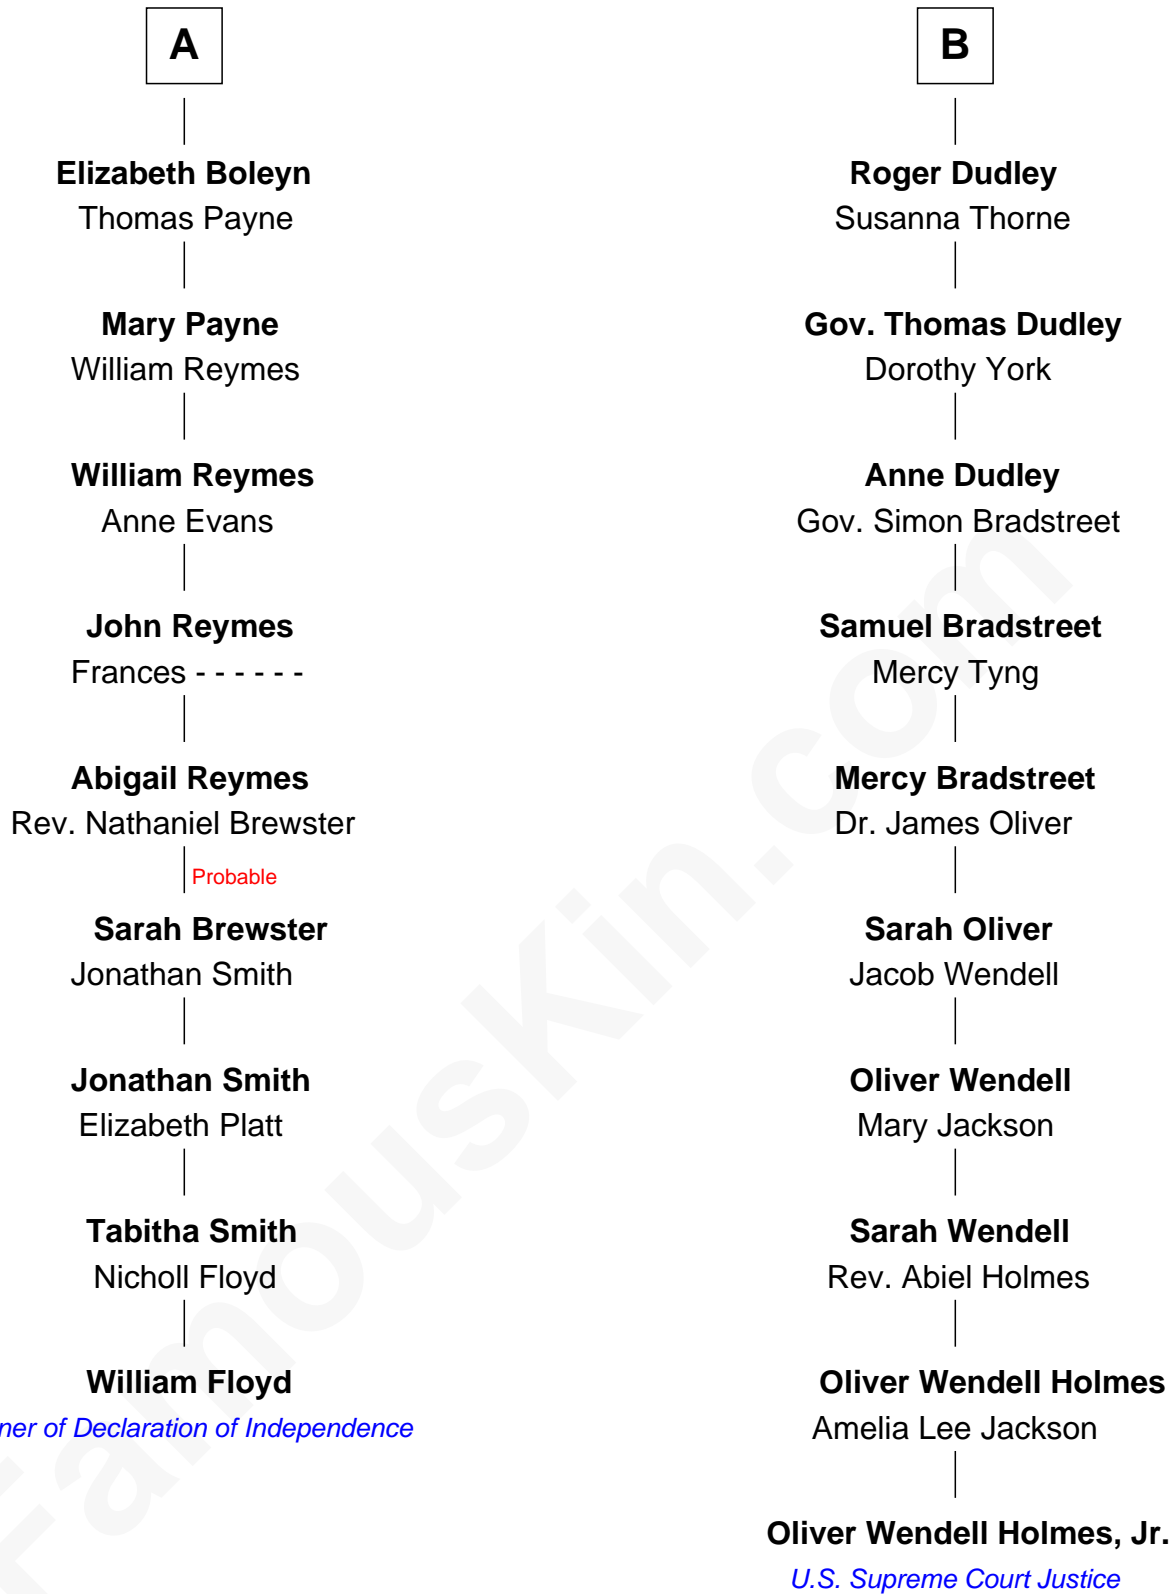 A
Elizabeth Boleyn
Thomas Payne
Mary Payne
William Reymes
William Reymes
Anne Evans
John Reymes
Frances - - - - - -
Abigail Reymes
Rev. Nathaniel Brewster
Probable
Sarah Brewster
Jonathan Smith
Jonathan Smith
Elizabeth Platt
Tabitha Smith
Nicholl Floyd
William Floyd
ner of Declaration of Independence
B
Roger Dudley
Susanna Thorne
Gov. Thomas Dudley
Dorothy York
Anne Dudley
Gov. Simon Bradstreet
Samuel Bradstreet
Mercy Tyng
Mercy Bradstreet
Dr. James Oliver
Sarah Oliver
Jacob Wendell
Oliver Wendell
Mary Jackson
Sarah Wendell
Rev. Abiel Holmes
Oliver Wendell Holmes
Amelia Lee Jackson
Oliver Wendell Holmes, Jr.
U.S. Supreme Court Justice
FamousKin.com